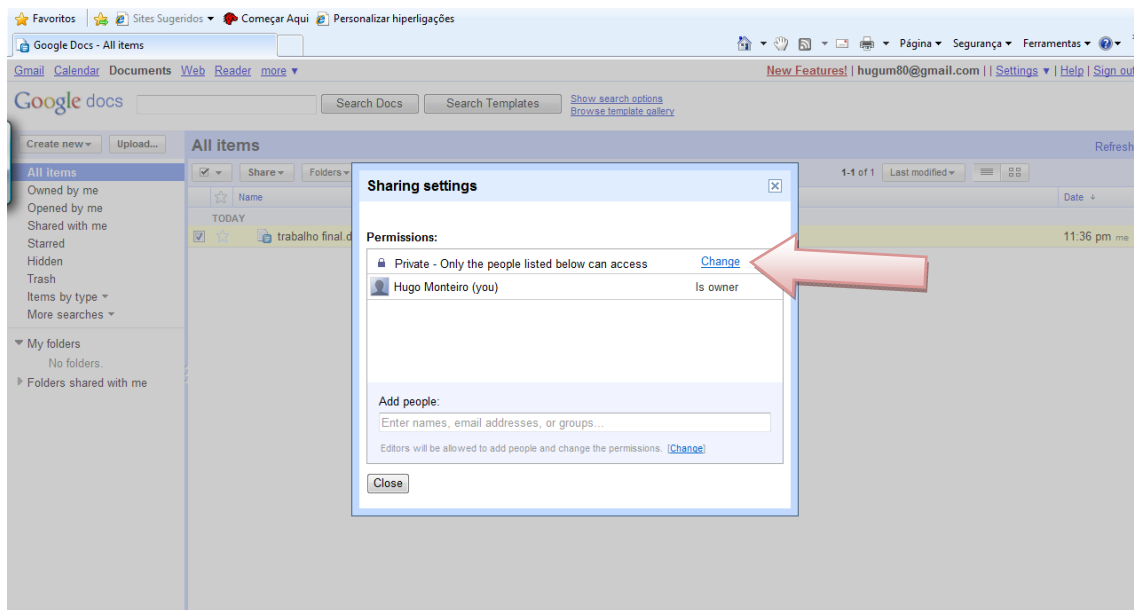 Favoritos Sites Sugeridos Começar Aqui Personalizar hiperligações
Google Docs - All items Página Segurança Ferramentas
Gmail Calendar Documents Web Reader more New Features! | hugum80@gmail.com | | Settings | Help | Sign out
Google docs Search Docs Search Templates Show search options
Browse template gallery
Create new Upload... All items Refresh
All items Share Folders 1-1 of 1 Last modified
Owned by me Name Date
Opened by me
Shared with me TODAY
Starred trabalho final.d 11:36 pm me
Hidden
Trash
Items by type
More searches
My folders
No folders.
Folders shared with me
Sharing settings
Permissions:
Private - Only the people listed below can access Change
Hugo Monteiro (you) Is owner
Add people:
Enter names, email addresses, or groups...
Editors will be allowed to add people and change the permissions. [Change]
Close